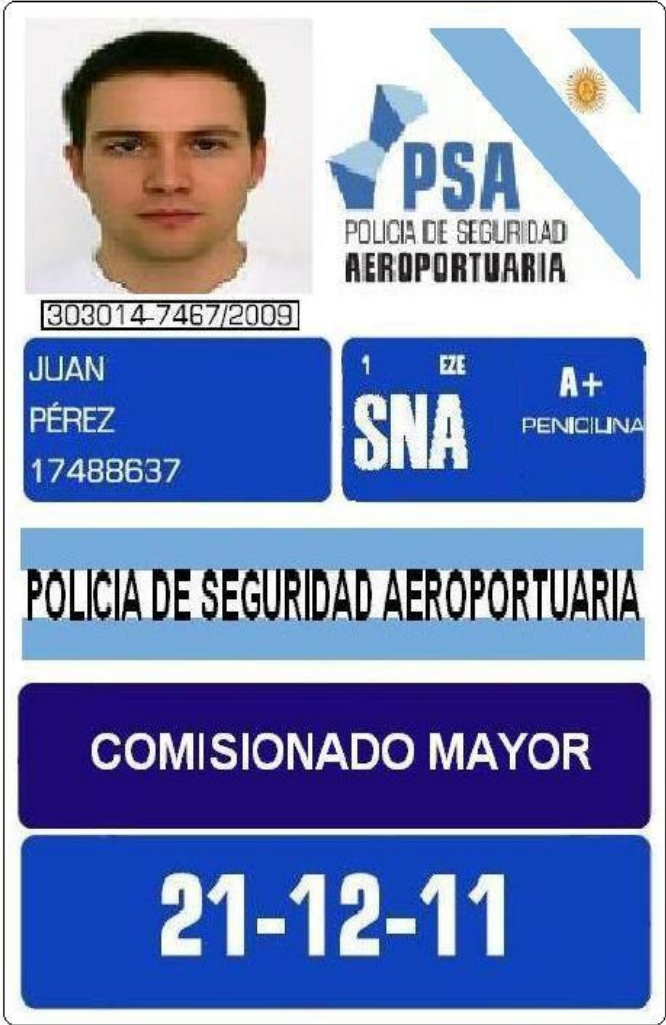 PSA
POLICIA DE SEGURIDAD
AEROPORTUARIA
303014-7467/2009
JUAN
PÉREZ
17488637
1 EZE
SNA
A+
PENICILINA
POLICIA DE SEGURIDAD AEROPORTUARIA
COMISIONADO MAYOR
21-12-11